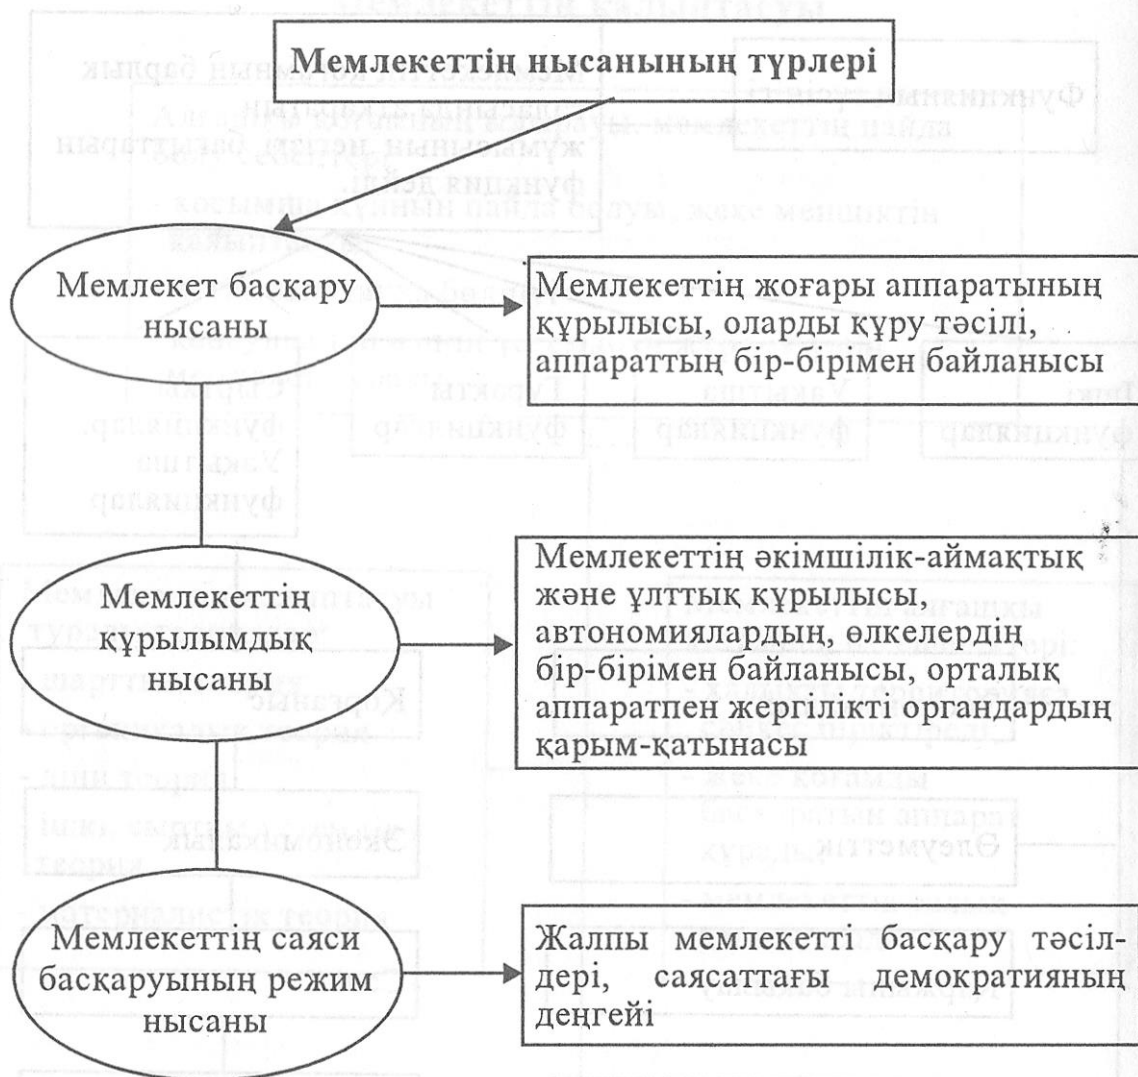 Мемлекеттің нысанының түрлері
Мемлекет басқару
нысаны
Мемлекеттің жоғары аппаратының
құрылысы, оларды құру тәсілі,
аппараттың бір-бірімен байланысы
Мемлекеттің
құрылымдық
нысаны
Мемлекеттің әкімшілік-аймақтық
және ұлттық құрылысы,
автономиялардың, өлкелердің
бір-бірімен байланысы, орталық
аппаратпен жергілікті органдардың
қарым-қатынасы
Мемлекеттің саяси
басқаруының режим
нысаны
Жалпы мемлекетті басқару тәсіл-
дері, саясаттағы демократияның
деңгейі